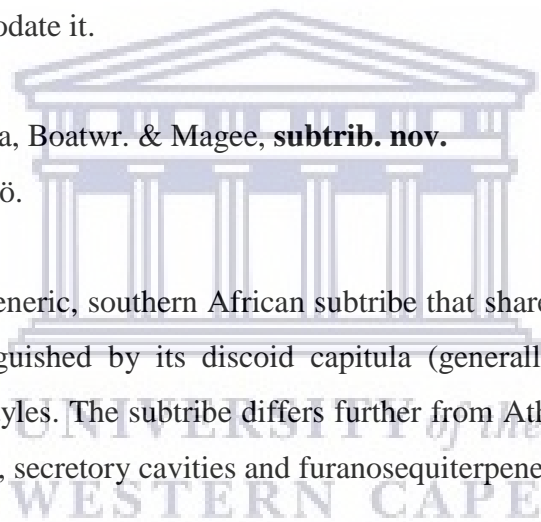 odate it.
a, Boatwr. & Magee, subtrib. nov.
ö.
eneric, southern African subtribe that share
guished by its discoid capitula (generall
yles. The subtribe differs further from Ath
, secretory cavities and furanosequiterpene
UNIVERSITY of the
WESTERN CAPE